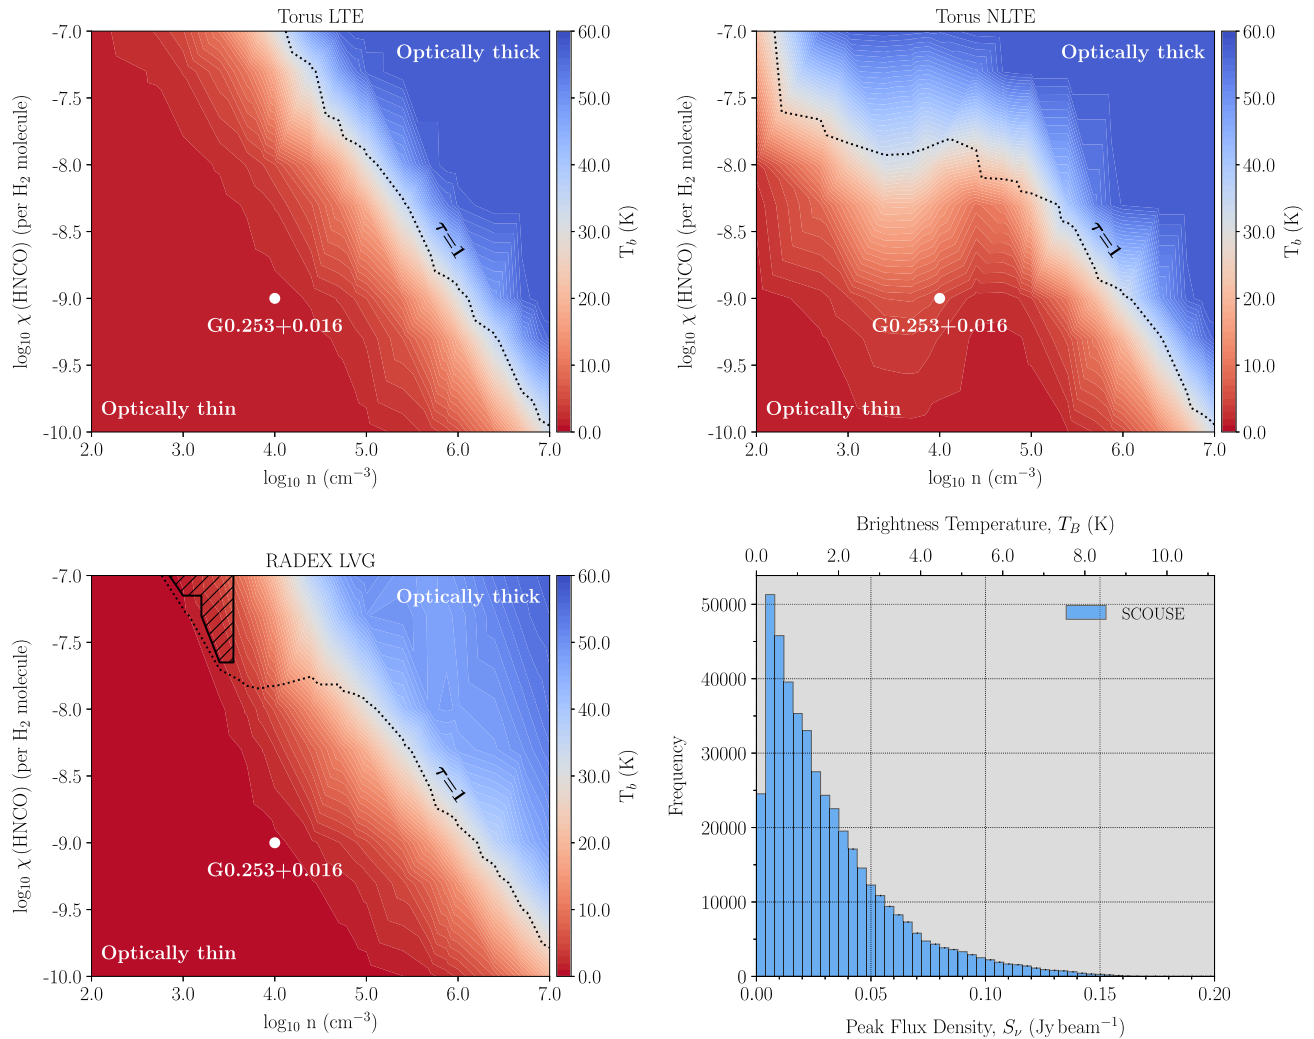 Torus LTE
-7.0
-7.5
-8.0
-8.5
-9.0
-9.5
-10.0
2.0 3.0 4.0 5.0 6.0 7.0
log₁₀ χ (HNCO) (per H₂ molecule)
log₁₀ n (cm⁻³)
Optically thick
τ=1
G0.253+0.016
Optically thin
60.0
50.0
40.0
30.0
20.0
10.0
0.0
T_b (K)
Torus NLTE
-7.0
-7.5
-8.0
-8.5
-9.0
-9.5
-10.0
2.0 3.0 4.0 5.0 6.0 7.0
log₁₀ χ (HNCO) (per H₂ molecule)
log₁₀ n (cm⁻³)
Optically thick
τ=1
G0.253+0.016
Optically thin
60.0
50.0
40.0
30.0
20.0
10.0
0.0
T_b (K)
RADEX LVG
-7.0
-7.5
-8.0
-8.5
-9.0
-9.5
-10.0
2.0 3.0 4.0 5.0 6.0 7.0
log₁₀ χ (HNCO) (per H₂ molecule)
log₁₀ n (cm⁻³)
Optically thick
τ=1
G0.253+0.016
Optically thin
60.0
50.0
40.0
30.0
20.0
10.0
0.0
T_b (K)
Brightness Temperature, T_B (K)
0.0 2.0 4.0 6.0 8.0 10.0
SCOUSE
50000
40000
30000
20000
10000
0
Frequency
0.00 0.05 0.10 0.15 0.20
Peak Flux Density, S_ν (Jy beam⁻¹)